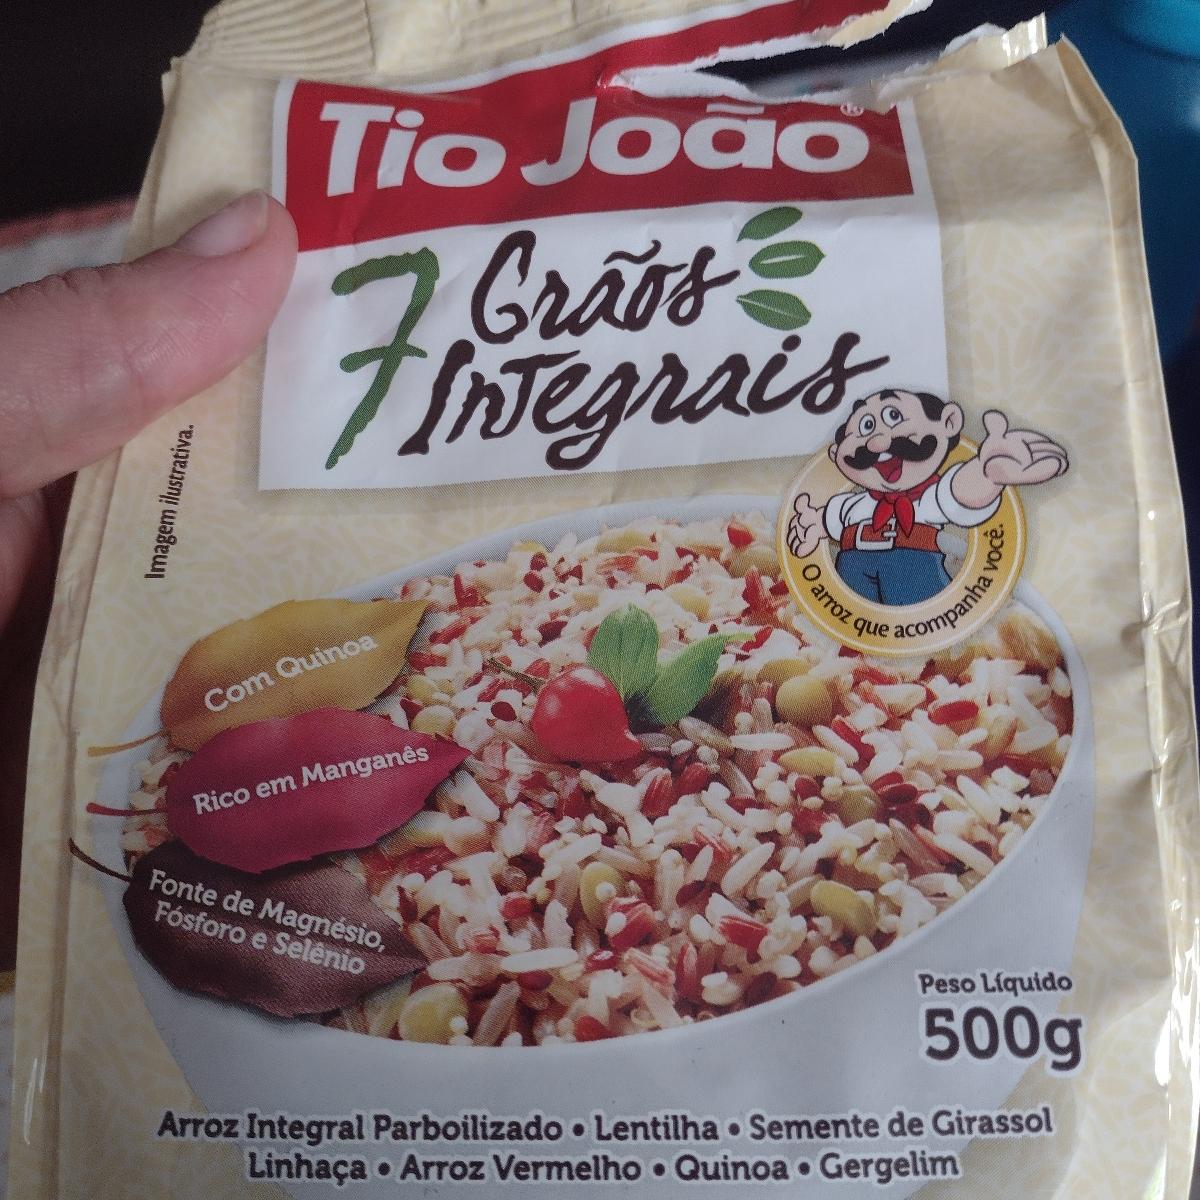 Tio João®
7 Grãos
Integrais
Imagem ilustrativa.
O arroz que acompanha você.
Com Quinoa
Rico em Manganês
Fonte de Magnésio,
Fósforo e Selênio
Peso Líquido
500g
Arroz Integral Parboilizado • Lentilha • Semente de Girassol
Linhaça • Arroz Vermelho • Quinoa • Gergelim